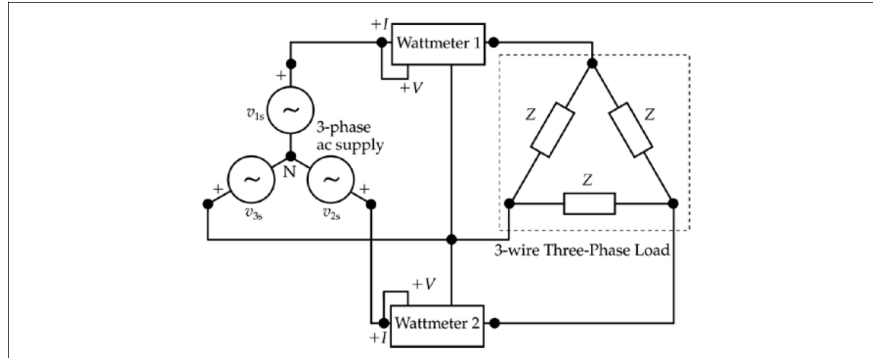 +I
Wattmeter 1
+V
+
v1s
3-phase
ac supply
N
+
v3s
+
v2s
Z
Z
Z
3-wire Three-Phase Load
+V
Wattmeter 2
+I